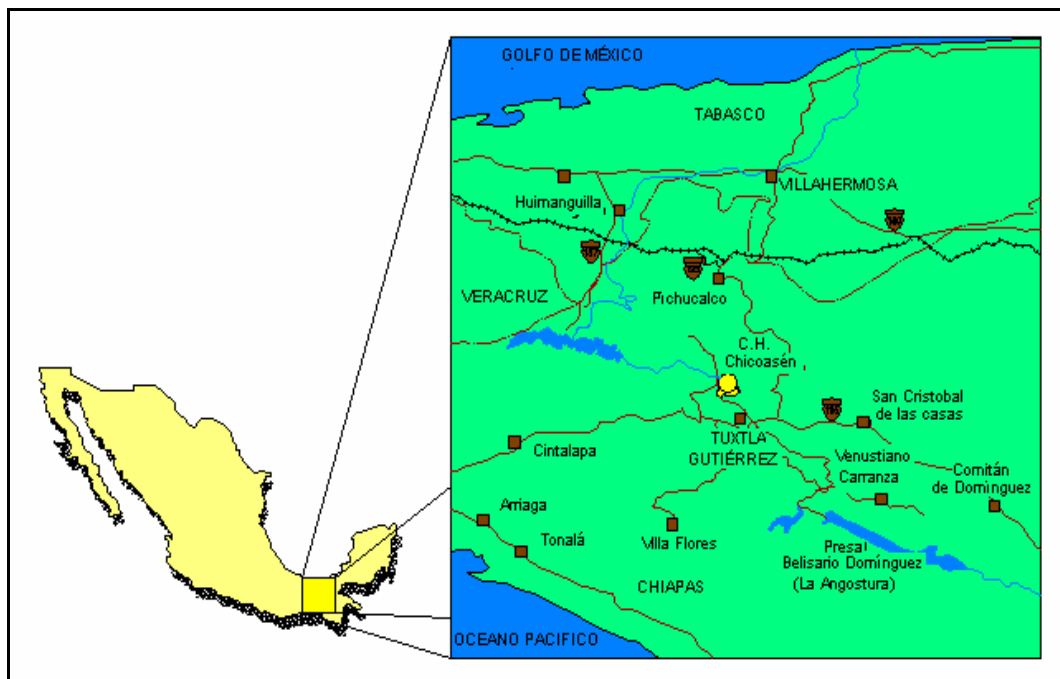 GOLFO DE MÉXICO
TABASCO
VILLAHERMOSA
Huimanguilla
VERACRUZ
Pichucalco
C.H.
Chicoasén
San Cristobal
de las casas
TUXTLA
GUTIÉRREZ
Cintalapa
Venustiano
Carranza
Comitán
de Domínguez
Arriaga
Tonalá
Villa Flores
Presa
Belisario Domínguez
(La Angostura)
CHIAPAS
OCEANO PACIFICO